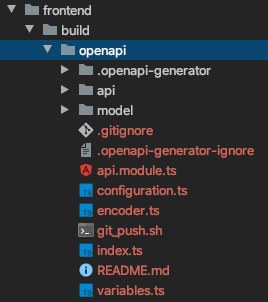 frontend
build
openapi
.openapi-generator
api
model
.gitignore
.openapi-generator-ignore
api.module.ts
configuration.ts
encoder.ts
git_push.sh
index.ts
README.md
variables.ts